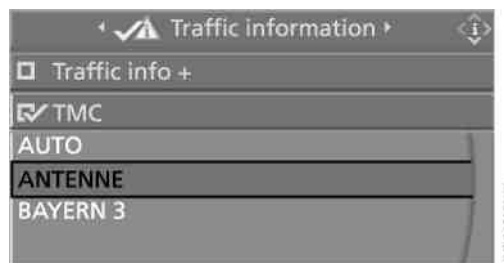 Traffic information
Traffic info +
TMC
AUTO
ANTENNE
BAYERN 3